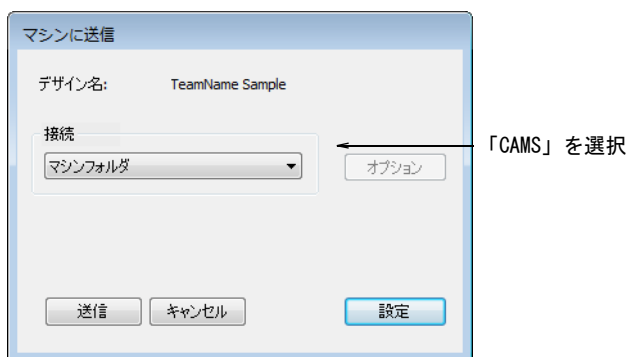 マシンに送信
デザイン名: TeamName Sample
接続
マシンフォルダ
オプション
「CAMS」を選択
送信 キャンセル 設定